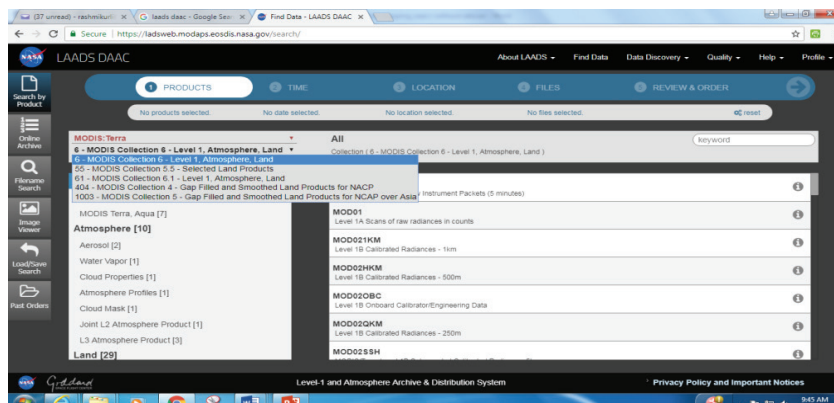 (37 unread) - rashmikuri
laads daac - Google Sear
Find Data - LAADS DAAC
Secure | https://ladsweb.modaps.eosdis.nasa.gov/search/
NASA LAADS DAAC
About LAADS
Find Data
Data Discovery
Quality
Help
Profile
Search by Product
Online Archive
Filename Search
Image Viewer
Load/Save Search
Past Orders
1 PRODUCTS
2 TIME
3 LOCATION
4 FILES
5 REVIEW & ORDER
No products selected.
No date selected.
No location selected.
No files selected.
reset
MODIS:Terra
6 - MODIS Collection 6 - Level 1, Atmosphere, Land
6 - MODIS Collection 6 - Level 1, Atmosphere, Land
55 - MODIS Collection 5.5 - Selected Land Products
61 - MODIS Collection 6.1 - Level 1, Atmosphere, Land
404 - MODIS Collection 4 - Gap Filled and Smoothed Land Products for NACP
1003 - MODIS Collection 5 - Gap Filled and Smoothed Land Products for NCAP over Asia
MODIS Terra, Aqua [7]
Atmosphere [10]
Aerosol [2]
Water Vapor [1]
Cloud Properties [1]
Atmosphere Profiles [1]
Cloud Mask [1]
Joint L2 Atmosphere Product [1]
L3 Atmosphere Product [3]
Land [29]
All
Collection ( 6 - MODIS Collection 6 - Level 1, Atmosphere, Land )
keyword
Instrument Packets (5 minutes)
MOD01
Level 1A Scans of raw radiances in counts
MOD021KM
Level 1B Calibrated Radiances - 1km
MOD02HKM
Level 1B Calibrated Radiances - 500m
MOD02OBC
Level 1B Onboard Calibrator/Engineering Data
MOD02QKM
Level 1B Calibrated Radiances - 250m
MOD02SSH
NASA Goddard
Level-1 and Atmosphere Archive & Distribution System
Privacy Policy and Important Notices
9:45 AM